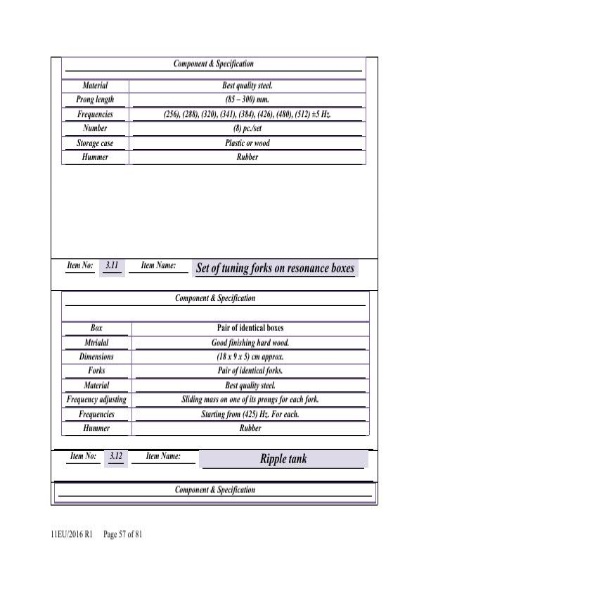 Component & Specification
Material Best quality steel.
Prong length (85 – 300) mm.
Frequencies (256), (288), (320), (341), (384), (426), (480), (512) ±5 Hz.
Number (8) pc./set
Storage case Plastic or wood
Hummer Rubber
Item No: 3.11 Item Name: Set of tuning forks on resonance boxes
Component & Specification
Box Pair of identical boxes
Mtrialal Good finishing hard wood.
Dimensions (18 x 9 x 5) cm approx.
Forks Pair of identical forks.
Material Best quality steel.
Frequency adjusting Sliding mass on one of its prongs for each fork.
Frequencies Starting from (425) Hz. For each.
Hummer Rubber
Item No: 3.12 Item Name: Ripple tank
Component & Specification
11EU/2016 R1 Page 57 of 81